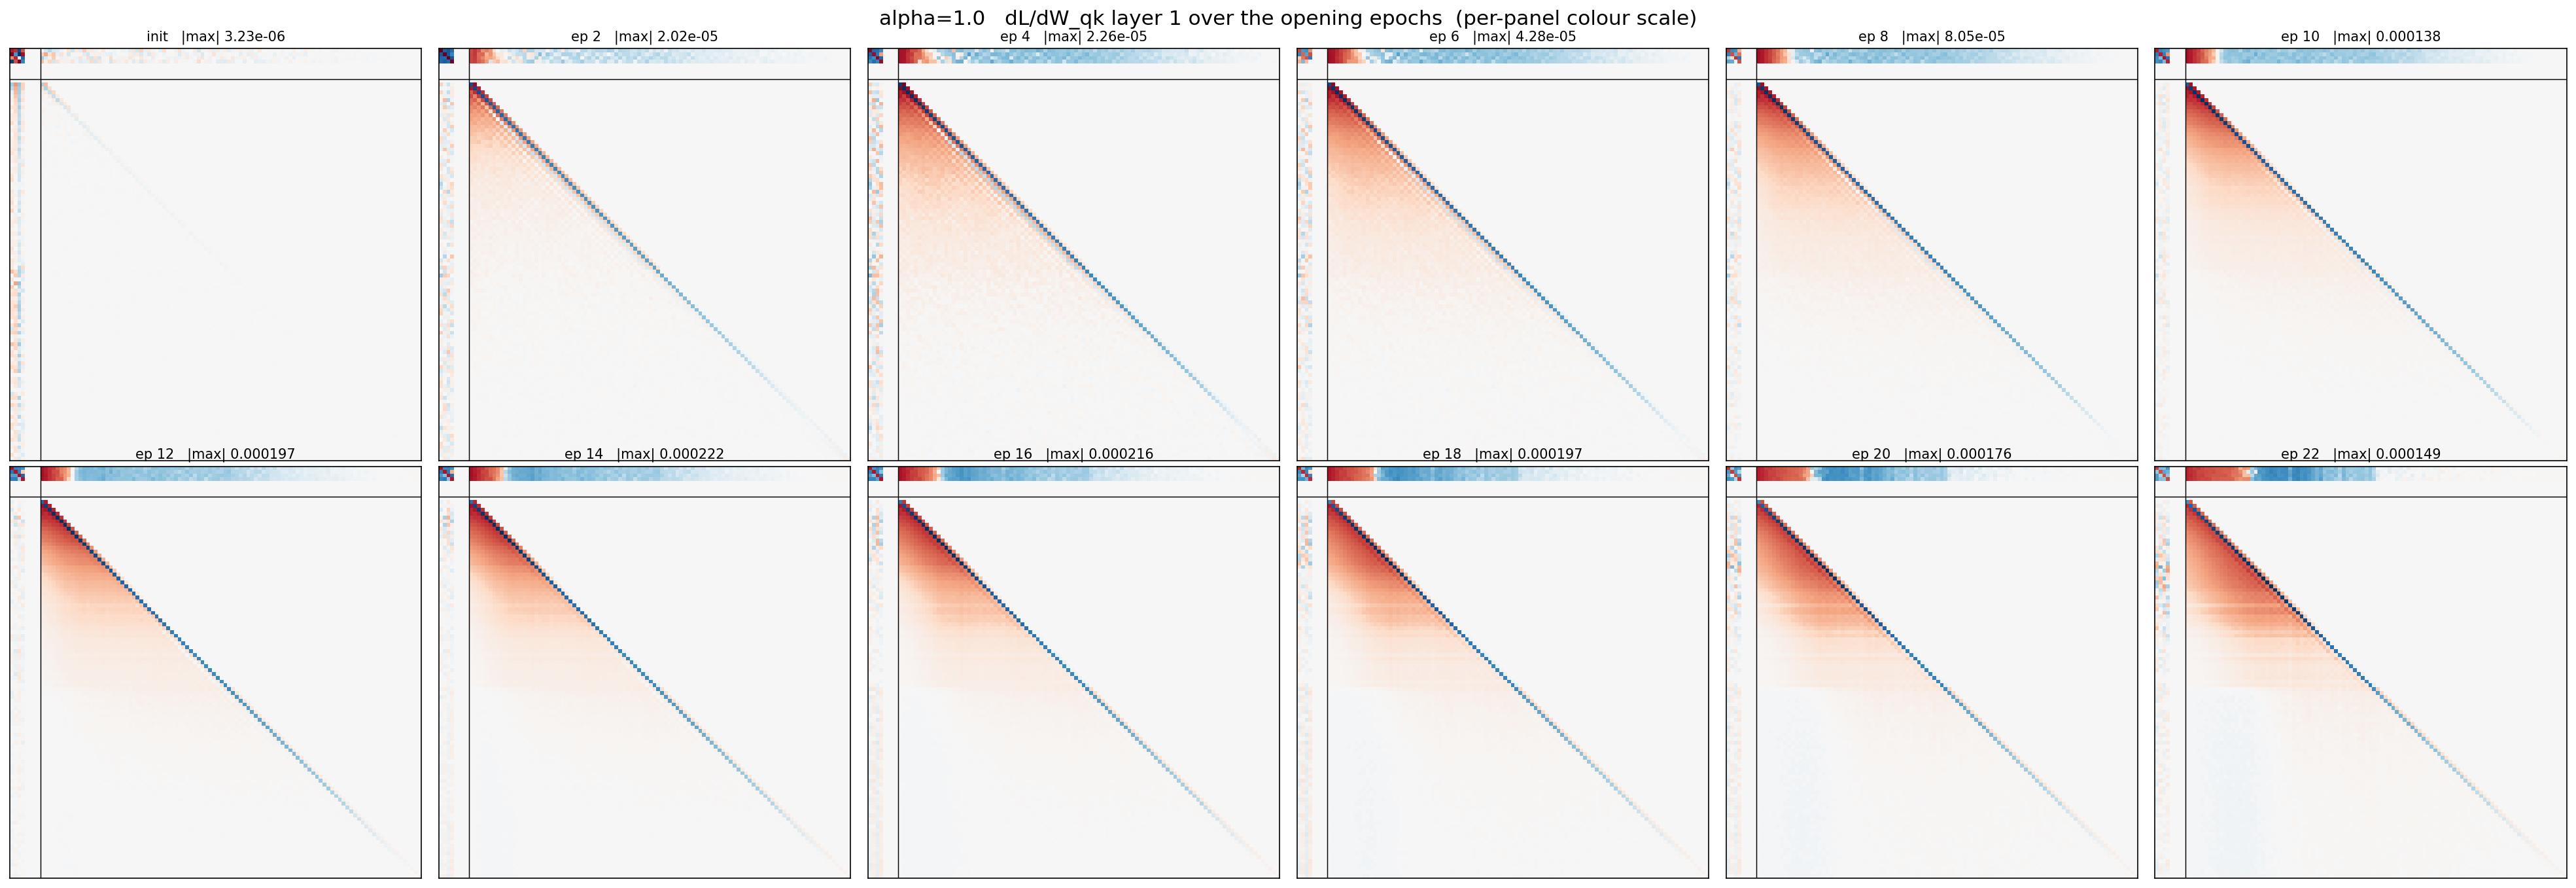 alpha=1.0   dL/dW_qk layer 1 over the opening epochs  (per-panel colour scale)
init   |max| 3.23e-06
ep 2   |max| 2.02e-05
ep 4   |max| 2.26e-05
ep 6   |max| 4.28e-05
ep 8   |max| 8.05e-05
ep 10   |max| 0.000138
ep 12   |max| 0.000197
ep 14   |max| 0.000222
ep 16   |max| 0.000216
ep 18   |max| 0.000197
ep 20   |max| 0.000176
ep 22   |max| 0.000149